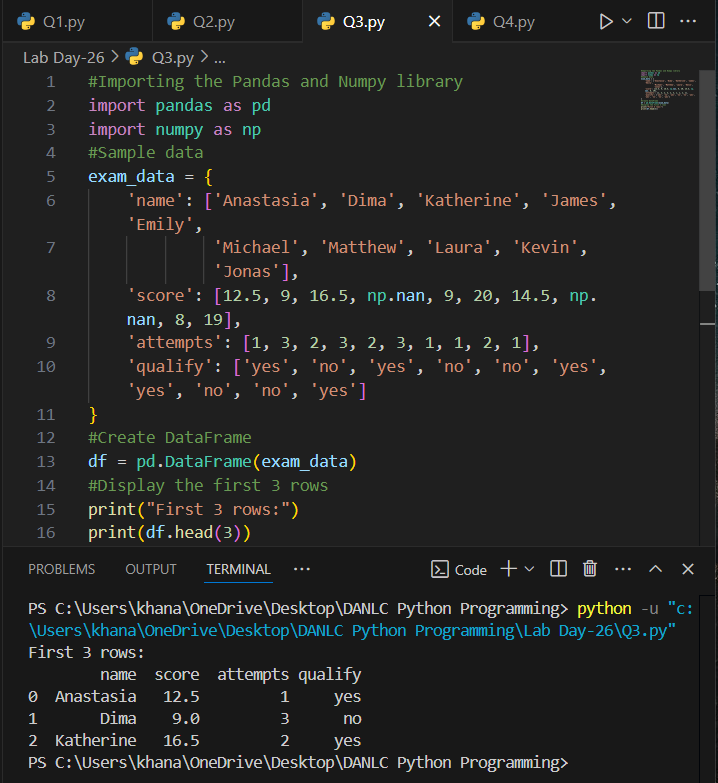 Q1.py Q2.py Q3.py Q4.py
Lab Day-26 > Q3.py > ...
1 #Importing the Pandas and Numpy library
2 import pandas as pd
3 import numpy as np
4 #Sample data
5 exam_data = {
6 'name': ['Anastasia', 'Dima', 'Katherine', 'James',
'Emily',
7 'Michael', 'Matthew', 'Laura', 'Kevin',
'Jonas'],
8 'score': [12.5, 9, 16.5, np.nan, 9, 20, 14.5, np.
nan, 8, 19],
9 'attempts': [1, 3, 2, 3, 2, 3, 1, 1, 2, 1],
10 'qualify': ['yes', 'no', 'yes', 'no', 'no', 'yes',
'yes', 'no', 'no', 'yes']
11 }
12 #Create DataFrame
13 df = pd.DataFrame(exam_data)
14 #Display the first 3 rows
15 print("First 3 rows:")
16 print(df.head(3))
PROBLEMS OUTPUT TERMINAL ... Code
PS C:\Users\khana\OneDrive\Desktop\DANLC Python Programming> python -u "c:
\Users\khana\OneDrive\Desktop\DANLC Python Programming\Lab Day-26\Q3.py"
First 3 rows:
name score attempts qualify
0 Anastasia 12.5 1 yes
1 Dima 9.0 3 no
2 Katherine 16.5 2 yes
PS C:\Users\khana\OneDrive\Desktop\DANLC Python Programming>